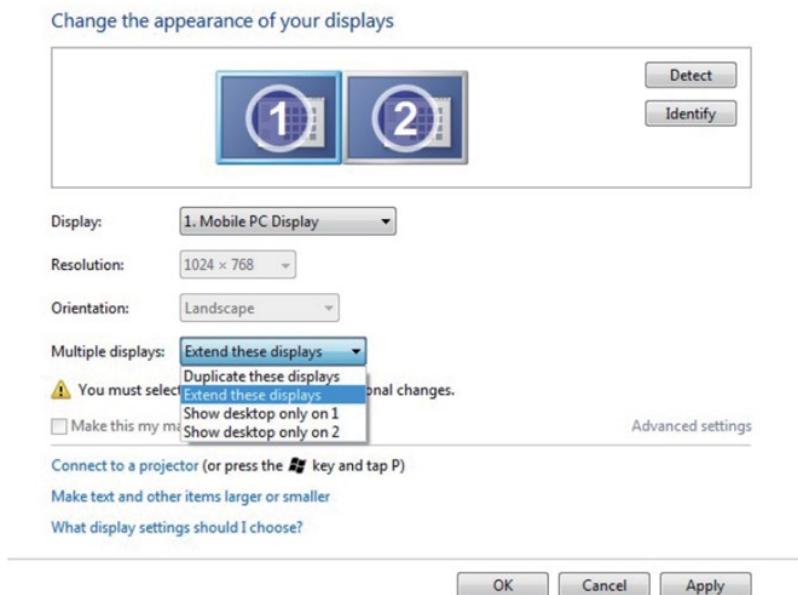 Change the appearance of your displays
1 2
Detect
Identify
Display: 1. Mobile PC Display
Resolution: 1024 × 768
Orientation: Landscape
Multiple displays: Extend these displays
Duplicate these displays
You must select Extend these displays onal changes.
Show desktop only on 1
Make this my ma Show desktop only on 2 Advanced settings
Connect to a projector (or press the key and tap P)
Make text and other items larger or smaller
What display settings should I choose?
OK Cancel Apply